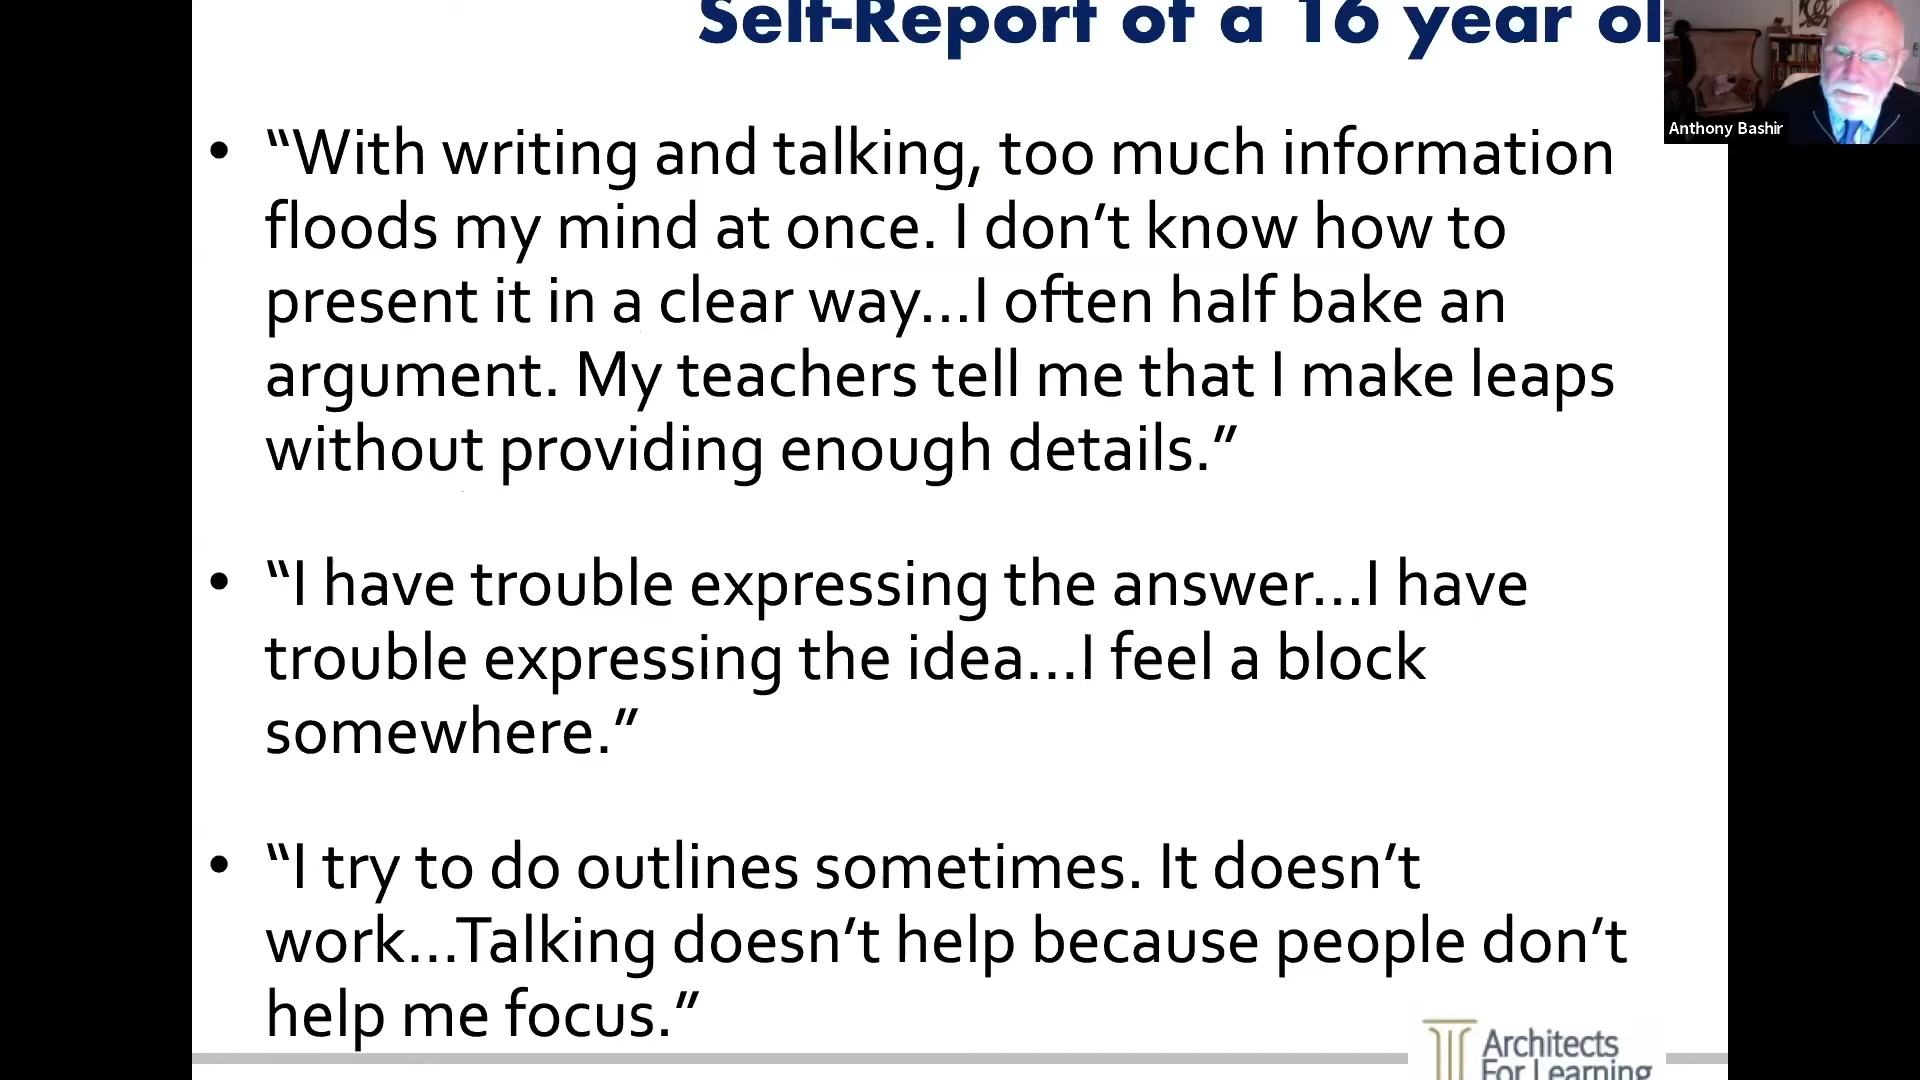 Self-Report of a 16 year ol
Anthony Bashir
• “With writing and talking, too much information
floods my mind at once. I don’t know how to
present it in a clear way…I often half bake an
argument. My teachers tell me that I make leaps
without providing enough details.”
• “I have trouble expressing the answer…I have
trouble expressing the idea…I feel a block
somewhere.”
• “I try to do outlines sometimes. It doesn’t
work…Talking doesn’t help because people don’t
help me focus.”
Architects
For Learning